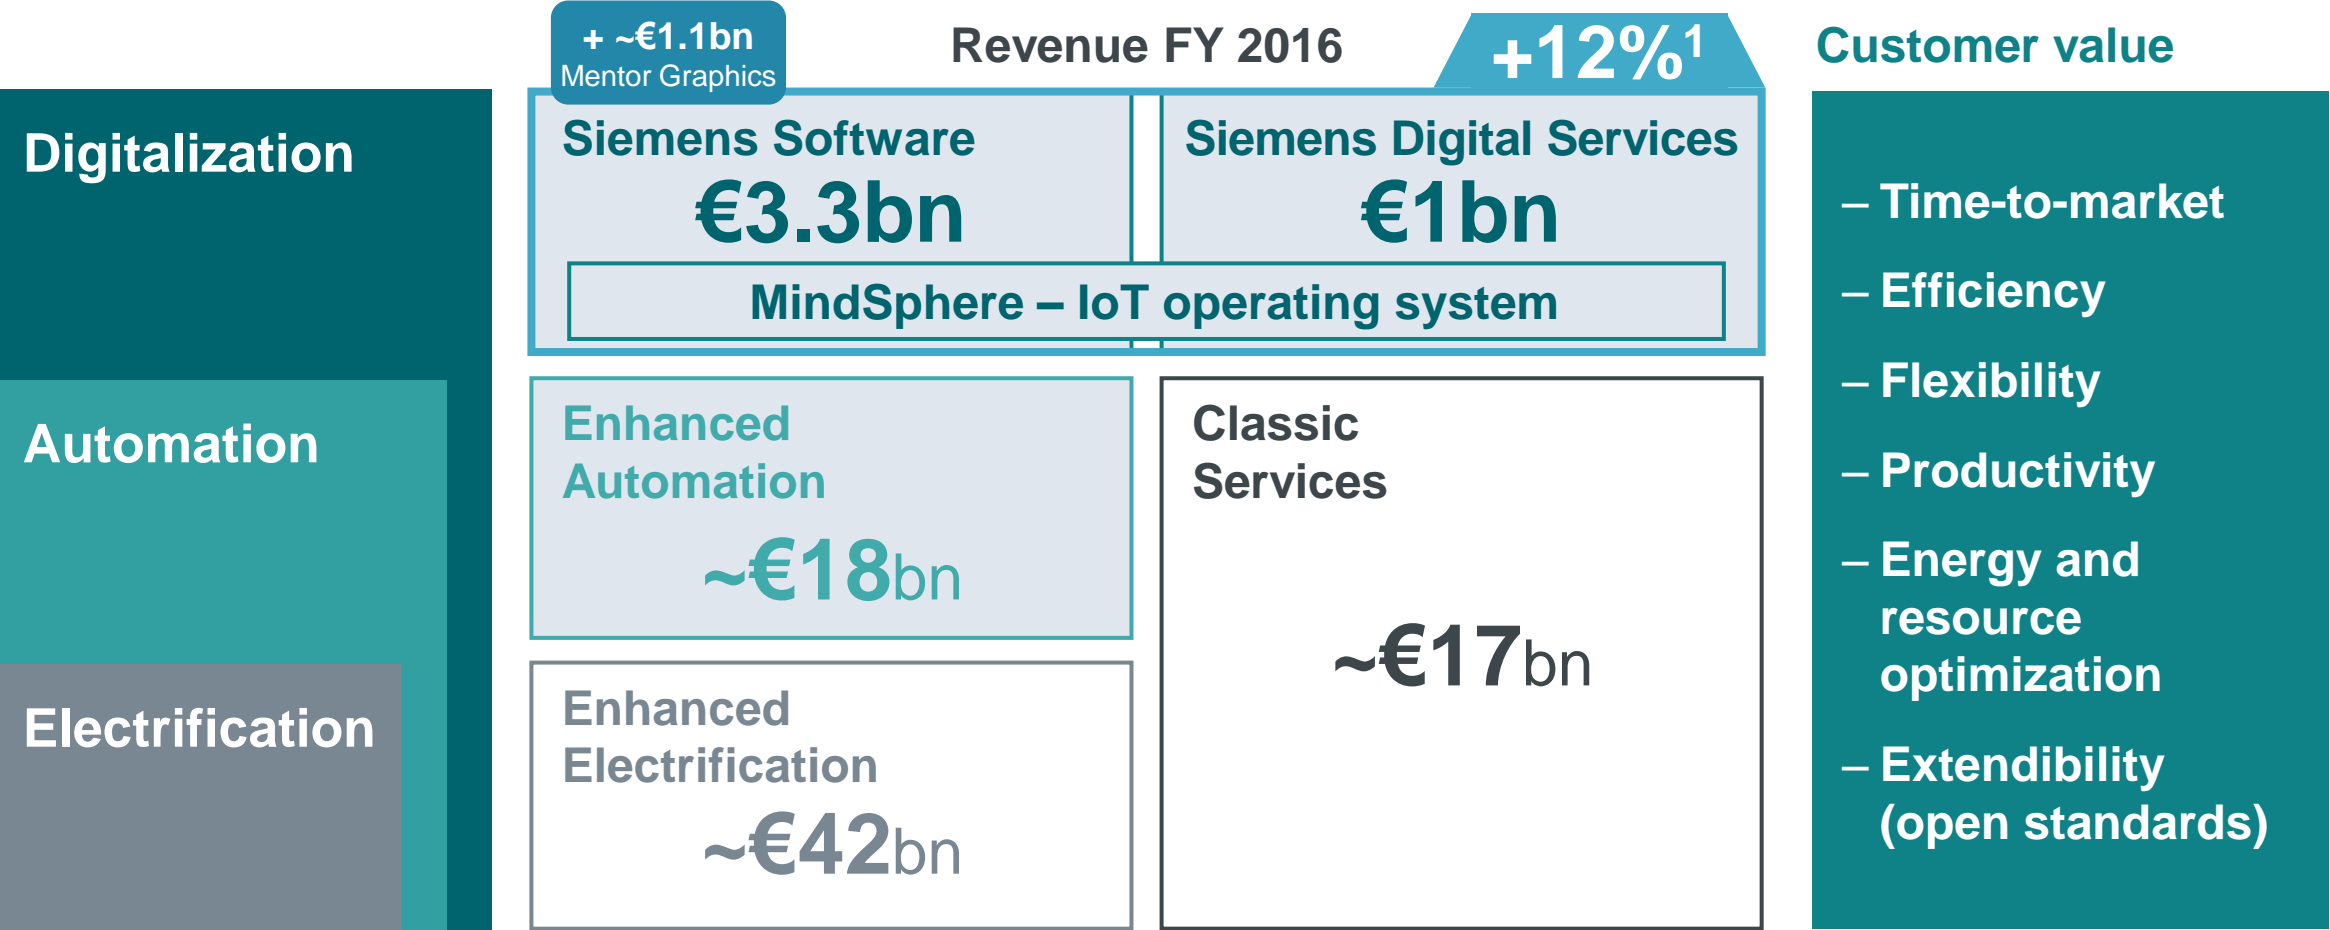 + ~€1.1bn
Mentor Graphics
Revenue FY 2016
+12%¹
Customer value
Digitalization
Siemens Software
€3.3bn
Siemens Digital Services
€1bn
MindSphere – IoT operating system
Automation
Enhanced
Automation
~€18bn
Classic
Services
~€17bn
Electrification
Enhanced
Electrification
~€42bn
– Time-to-market
– Efficiency
– Flexibility
– Productivity
– Energy and
resource
optimization
– Extendibility
(open standards)